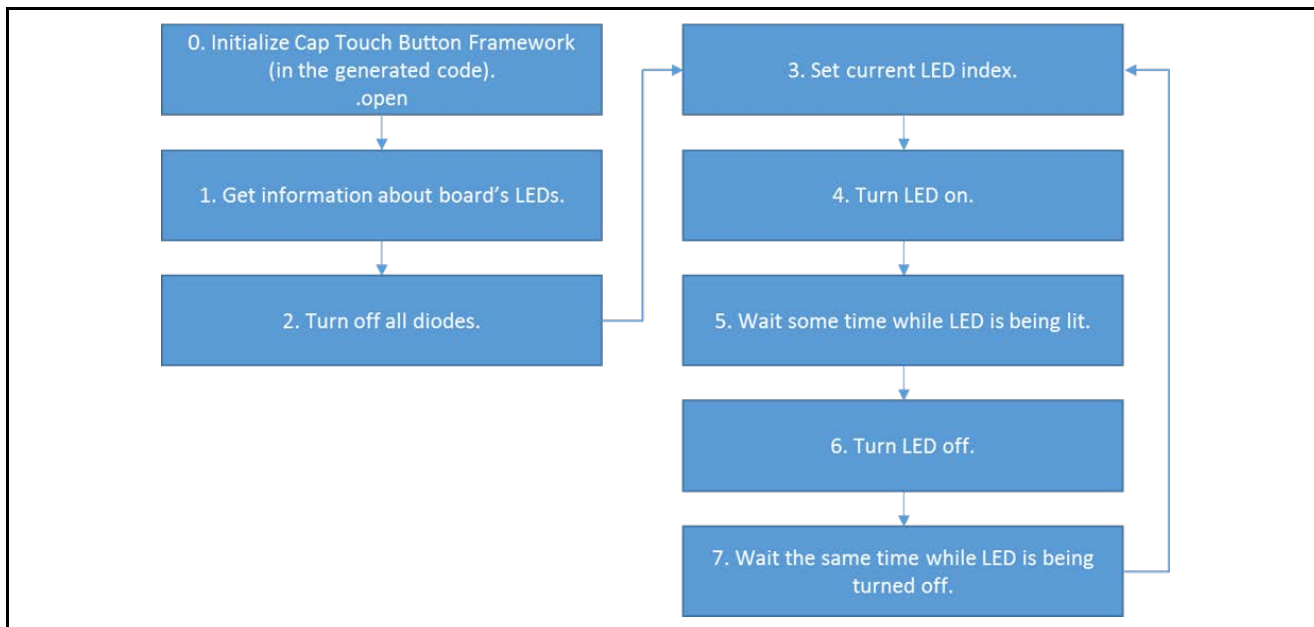 0. Initialize Cap Touch Button Framework
(in the generated code).
.open
1. Get information about board’s LEDs.
2. Turn off all diodes.
3. Set current LED index.
4. Turn LED on.
5. Wait some time while LED is being lit.
6. Turn LED off.
7. Wait the same time while LED is being
turned off.